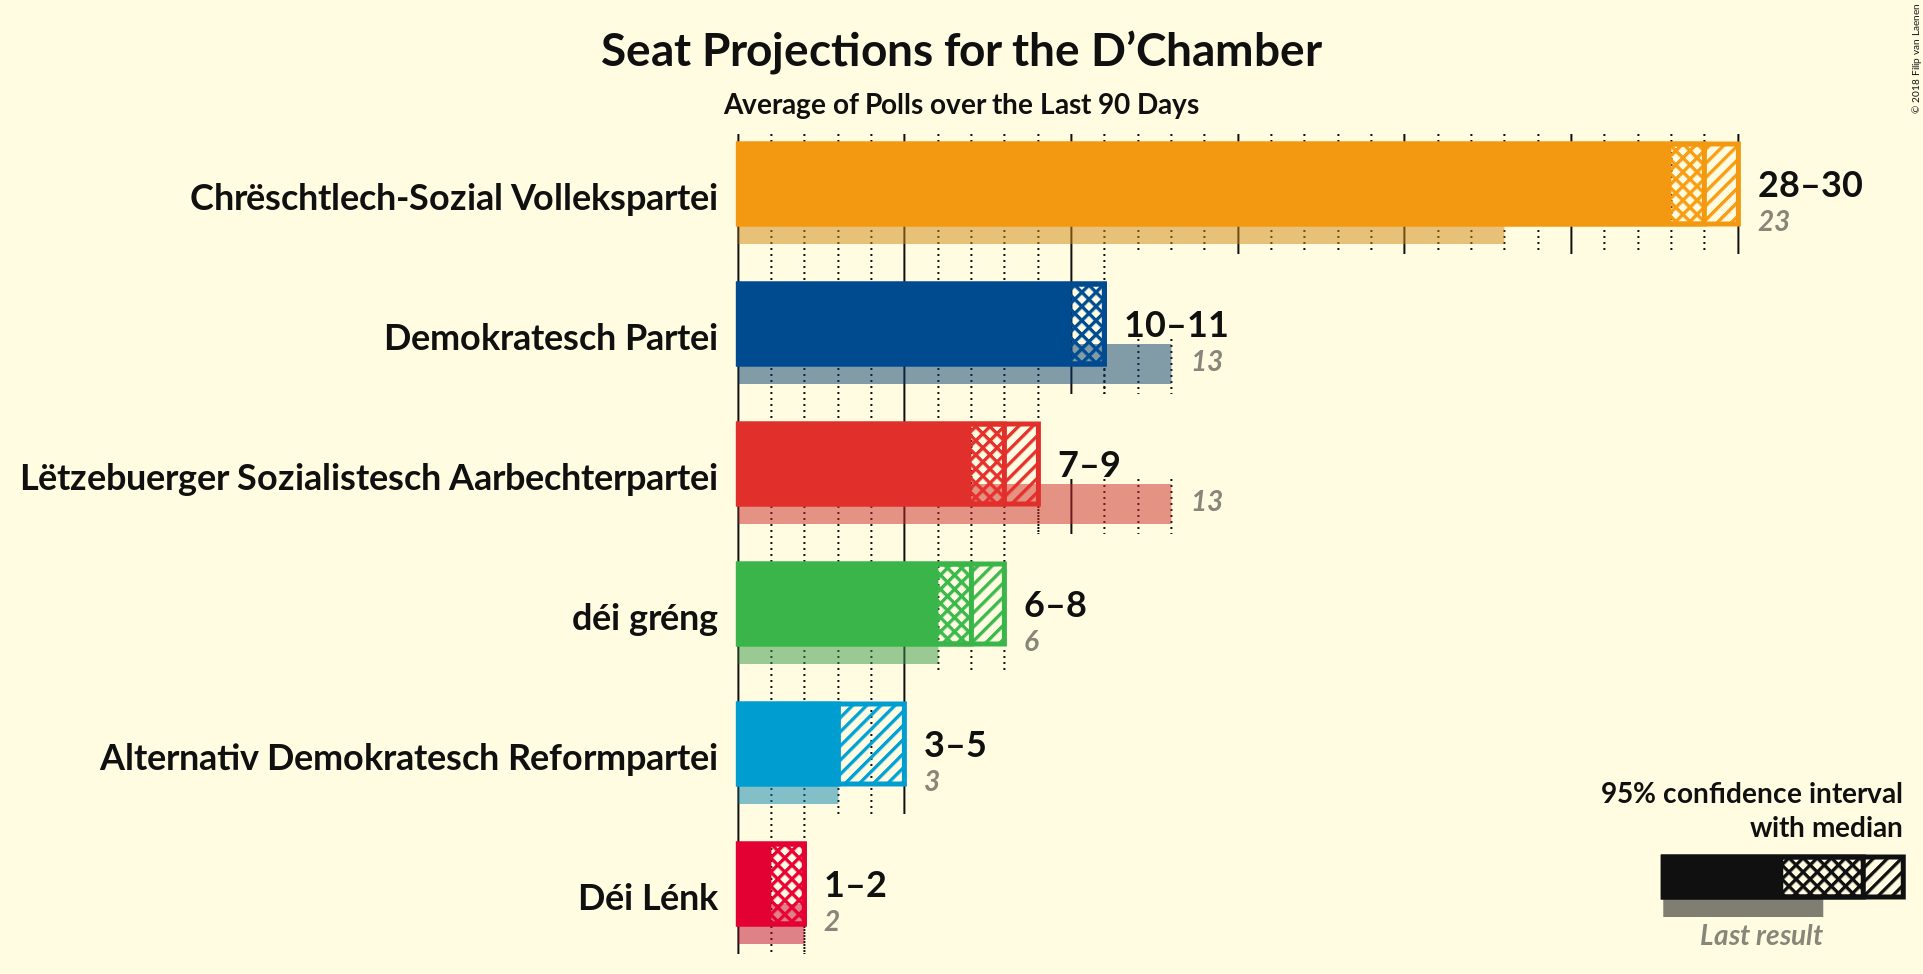 Seat Projections for the D’Chamber
Average of Polls over the Last 90 Days
© 2018 Filip van Laenen
Chrëschtlech-Sozial Vollekspartei
28–30
23
Demokratesch Partei
10–11
13
Lëtzebuerger Sozialistesch Aarbechterpartei
7–9
13
déi gréng
6–8
6
Alternativ Demokratesch Reformpartei
3–5
3
Déi Lénk
1–2
2
95% confidence interval
with median
Last result